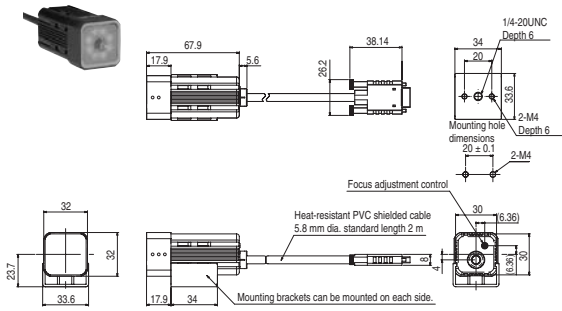 67.9
17.9
5.6
38.14
26.2
1/4-20UNC
Depth 6
34
20
33.6
2-M4
Depth 6
Mounting hole
dimensions
20 ± 0.1
2-M4
Focus adjustment control
32
32
23.7
33.6
Heat-resistant PVC shielded cable
5.8 mm dia. standard length 2 m
17.9
34
Mounting brackets can be mounted on each side.
8
4
30
(6.36)
(6.36)
30